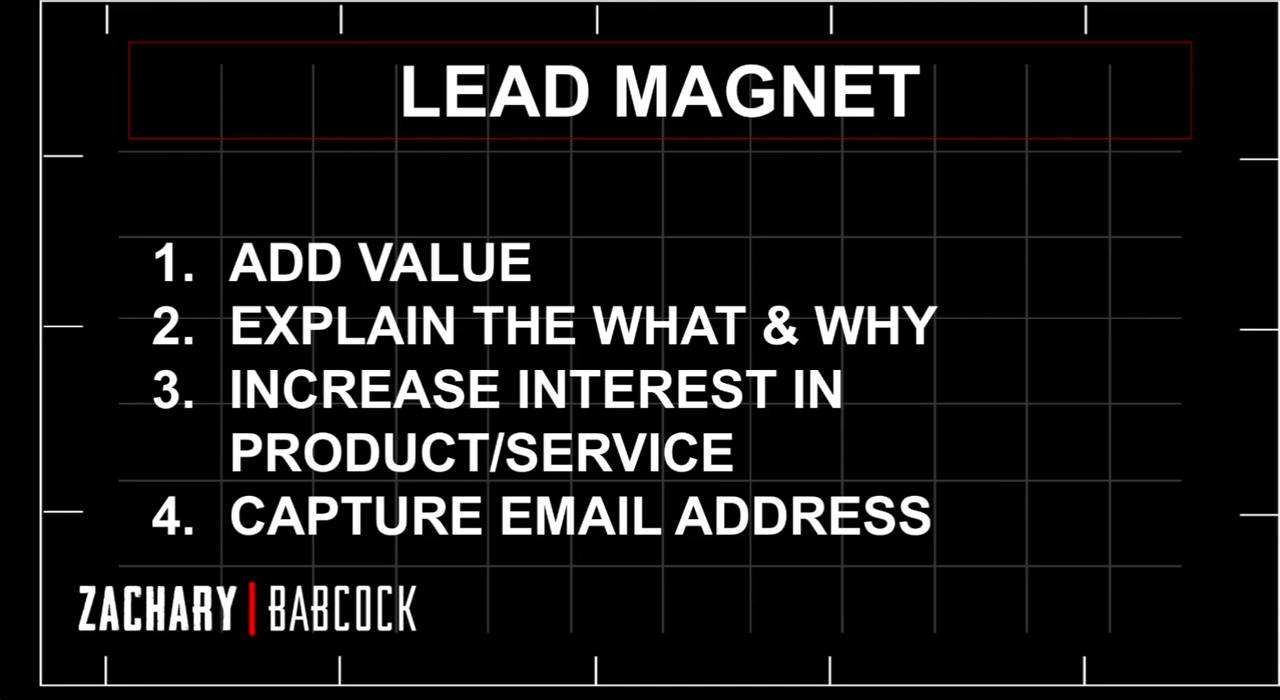 LEAD MAGNET
1. ADD VALUE
2. EXPLAIN THE WHAT & WHY
3. INCREASE INTEREST IN
PRODUCT/SERVICE
4. CAPTURE EMAIL ADDRESS
ZACHARY | BABCOCK